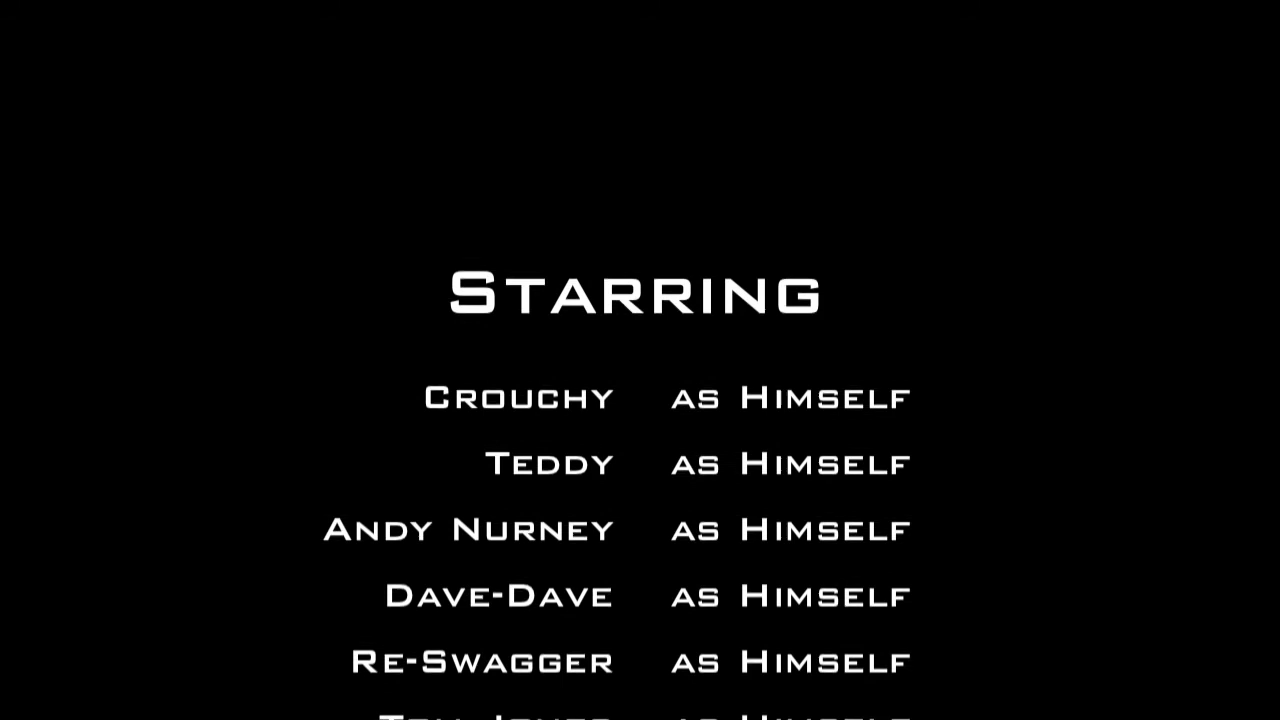 Starring
Crouchy as Himself
Teddy as Himself
Andy Nurney as Himself
Dave-Dave as Himself
Re-Swagger as Himself